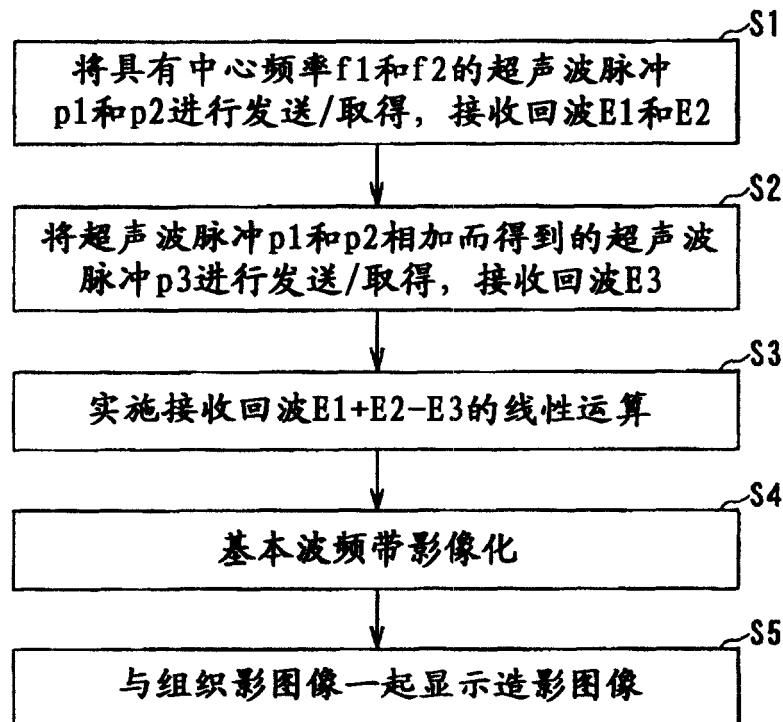 S1
将具有中心频率f1和f2的超声波脉冲
p1和p2进行发送/取得，接收回波E1和E2
S2
将超声波脉冲p1和p2相加而得到的超声波
脉冲p3进行发送/取得，接收回波E3
S3
实施接收回波E1+E2-E3的线性运算
S4
基本波频带影像化
S5
与组织影图像一起显示造影图像